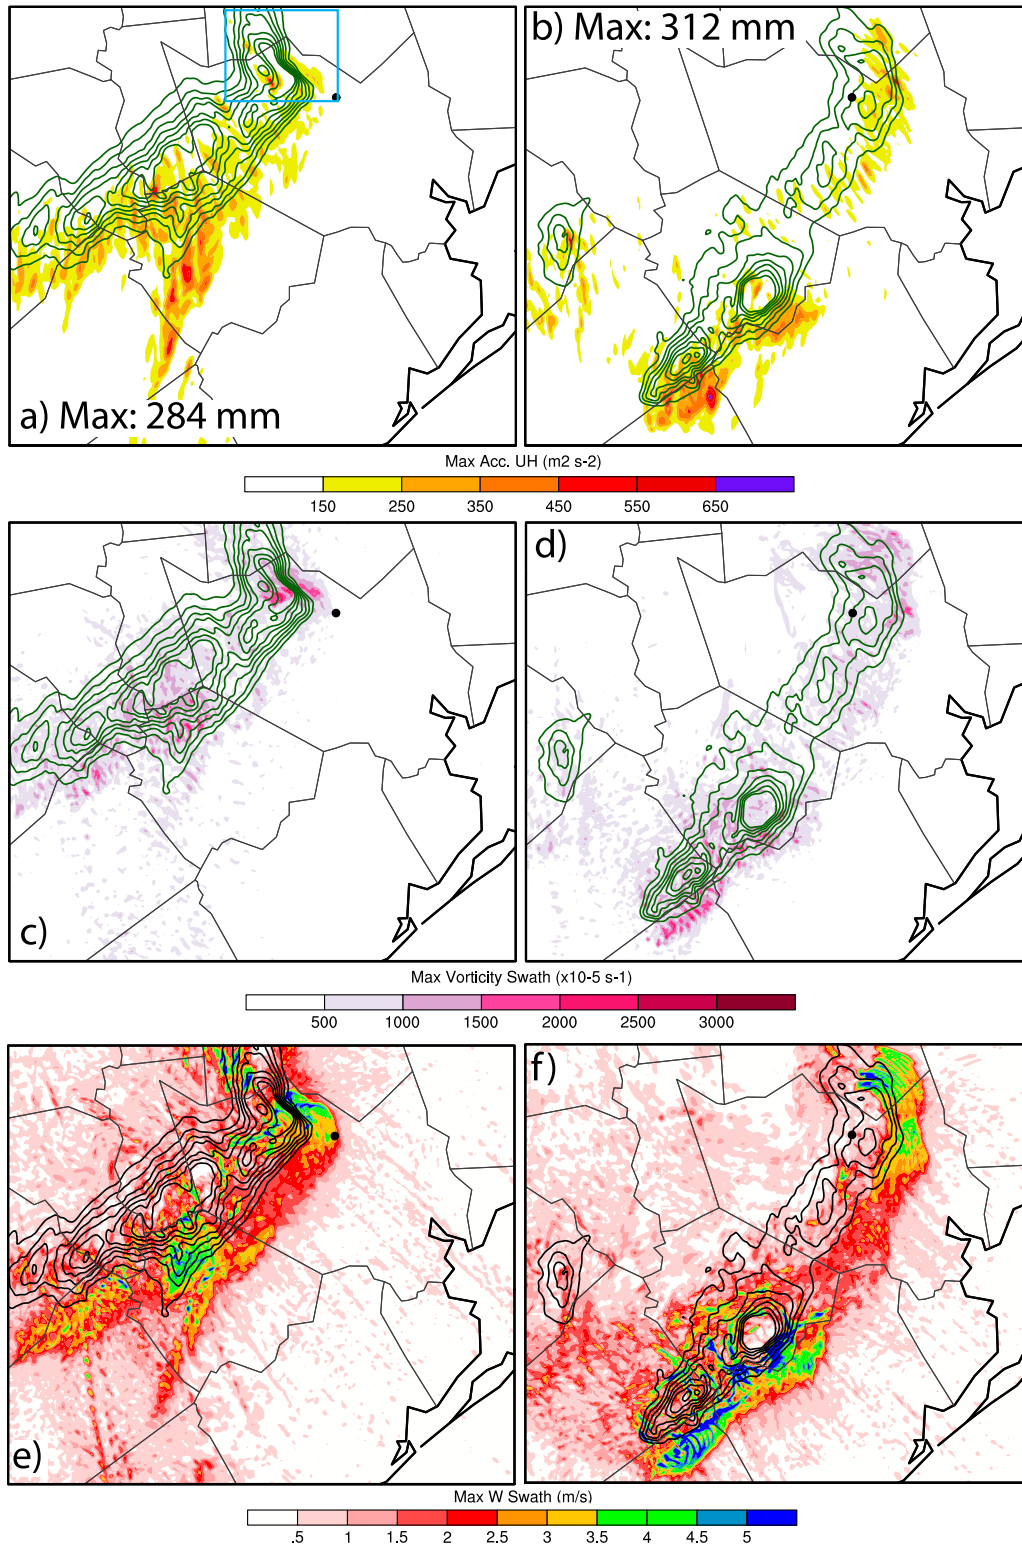 b) Max: 312 mm
a) Max: 284 mm
Max Acc. UH (m2 s-2)
150 250 350 450 550 650
d)
c)
Max Vorticity Swath (x10-5 s-1)
500 1000 1500 2000 2500 3000
f)
e)
Max W Swath (m/s)
.5 1 1.5 2 2.5 3 3.5 4 4.5 5